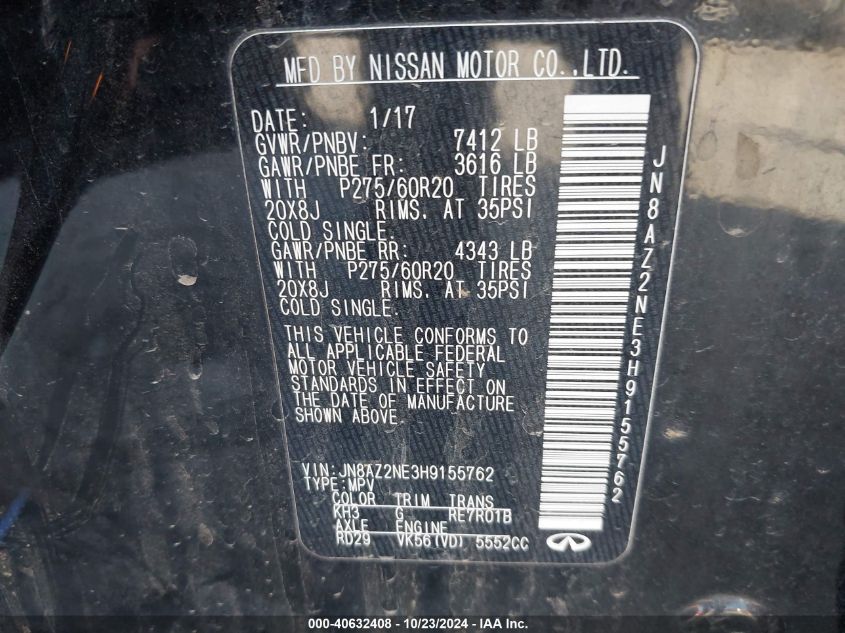 MFD BY NISSAN MOTOR CO.,LTD.
DATE: 1/17
GVWR/PNBV: 7412 LB
GAWR/PNBE FR: 3616 LB
WITH P275/60R20 TIRES
20X8J RIMS. AT 35PSI
COLD SINGLE.
GAWR/PNBE RR: 4343 LB
WITH P275/60R20 TIRES
20X8J RIMS. AT 35PSI
COLD SINGLE.
THIS VEHICLE CONFORMS TO
ALL APPLICABLE FEDERAL
MOTOR VEHICLE SAFETY
STANDARDS IN EFFECT ON
THE DATE OF MANUFACTURE
SHOWN ABOVE.
VIN:JN8AZ2NE3H9155762
TYPE:MPV
COLOR TRIM TRANS
KH3 G RE7R01B
AXLE ENGINE
RD29 VK56(VD) 5552CC
JN8AZ2NE3H9155762
000-40632408 - 10/23/2024 - IAA Inc.